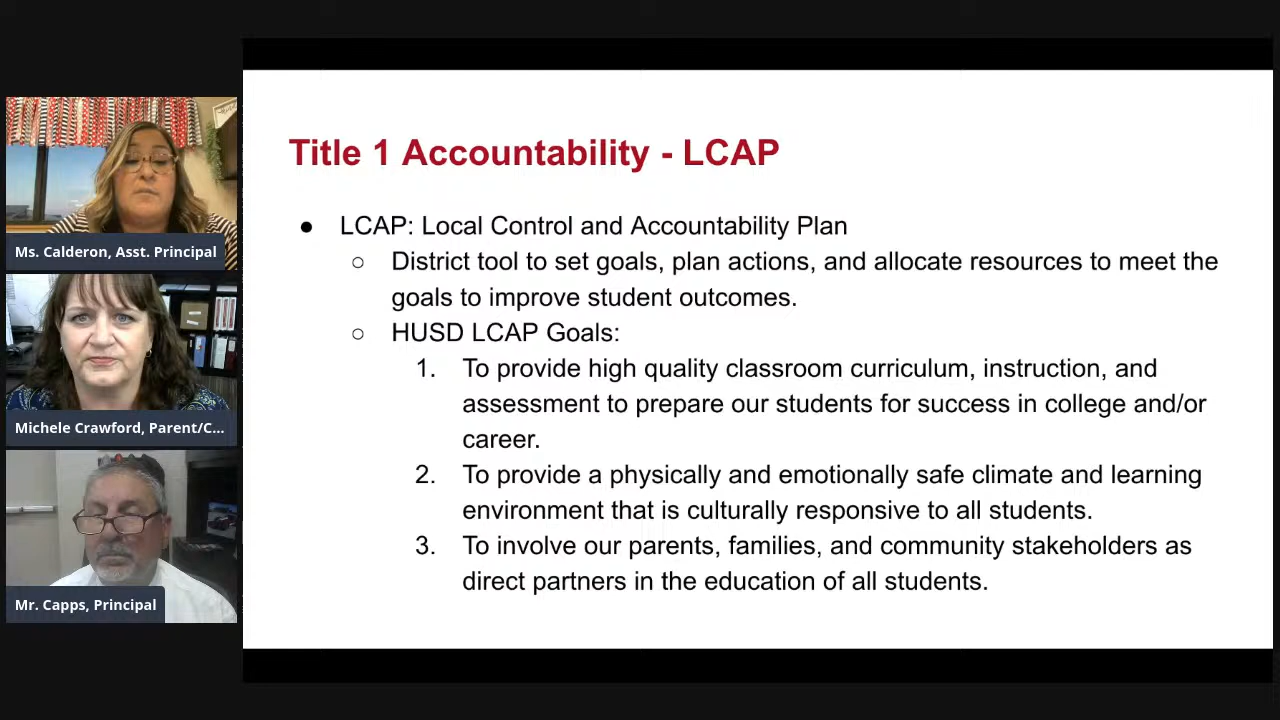 Title 1 Accountability - LCAP
● LCAP: Local Control and Accountability Plan
○ District tool to set goals, plan actions, and allocate resources to meet the
goals to improve student outcomes.
○ HUSD LCAP Goals:
1. To provide high quality classroom curriculum, instruction, and
assessment to prepare our students for success in college and/or
career.
2. To provide a physically and emotionally safe climate and learning
environment that is culturally responsive to all students.
3. To involve our parents, families, and community stakeholders as
direct partners in the education of all students.
Ms. Calderon, Asst. Principal
Michele Crawford, Parent/C...
Mr. Capps, Principal